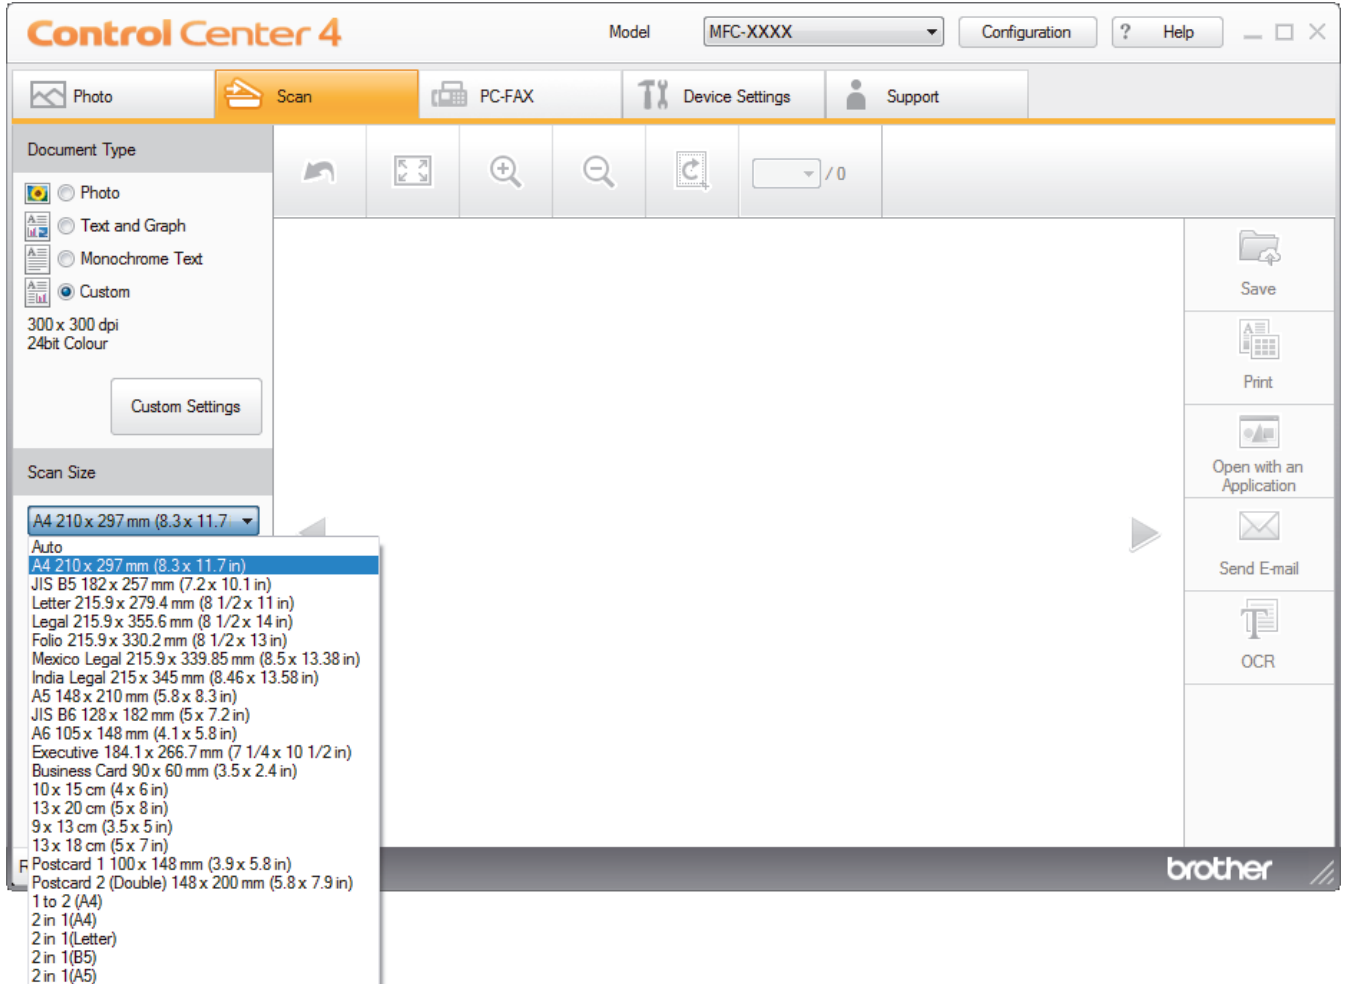 Control Center 4
Model
MFC-XXXX
Configuration
? Help
Photo
Scan
PC-FAX
Device Settings
Support
Document Type
Photo
Text and Graph
Monochrome Text
Custom
300 x 300 dpi
24bit Colour
Custom Settings
/ 0
Scan Size
A4 210 x 297 mm (8.3 x 11.7
Auto
A4 210 x 297 mm (8.3 x 11.7 in)
JIS B5 182 x 257 mm (7.2 x 10.1 in)
Letter 215.9 x 279.4 mm (8 1/2 x 11 in)
Legal 215.9 x 355.6 mm (8 1/2 x 14 in)
Folio 215.9 x 330.2 mm (8 1/2 x 13 in)
Mexico Legal 215.9 x 339.85 mm (8.5 x 13.38 in)
India Legal 215 x 345 mm (8.46 x 13.58 in)
A5 148 x 210 mm (5.8 x 8.3 in)
JIS B6 128 x 182 mm (5 x 7.2 in)
A6 105 x 148 mm (4.1 x 5.8 in)
Executive 184.1 x 266.7 mm (7 1/4 x 10 1/2 in)
Business Card 90 x 60 mm (3.5 x 2.4 in)
10 x 15 cm (4 x 6 in)
13 x 20 cm (5 x 8 in)
9 x 13 cm (3.5 x 5 in)
13 x 18 cm (5 x 7 in)
Postcard 1 100 x 148 mm (3.9 x 5.8 in)
Postcard 2 (Double) 148 x 200 mm (5.8 x 7.9 in)
1 to 2 (A4)
2 in 1(A4)
2 in 1(Letter)
2 in 1(B5)
2 in 1(A5)
Save
Print
Open with an
Application
Send E-mail
OCR
brother